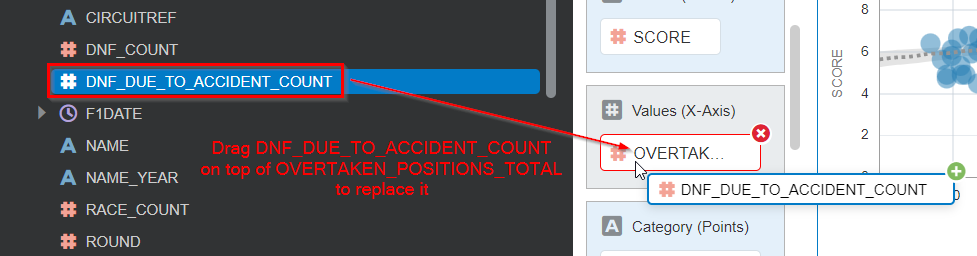 CIRCUITREF
DNF_COUNT
DNF_DUE_TO_ACCIDENT_COUNT
F1DATE
NAME
NAME_YEAR
RACE_COUNT
ROUND
Drag DNF_DUE_TO_ACCIDENT_COUNT
on top of OVERTAKEN_POSITIONS_TOTAL
to replace it
SCORE
Values (X-Axis)
OVERTAK...
DNF_DUE_TO_ACCIDENT_COUNT
Category (Points)
SCORE
8
6
4
2
0